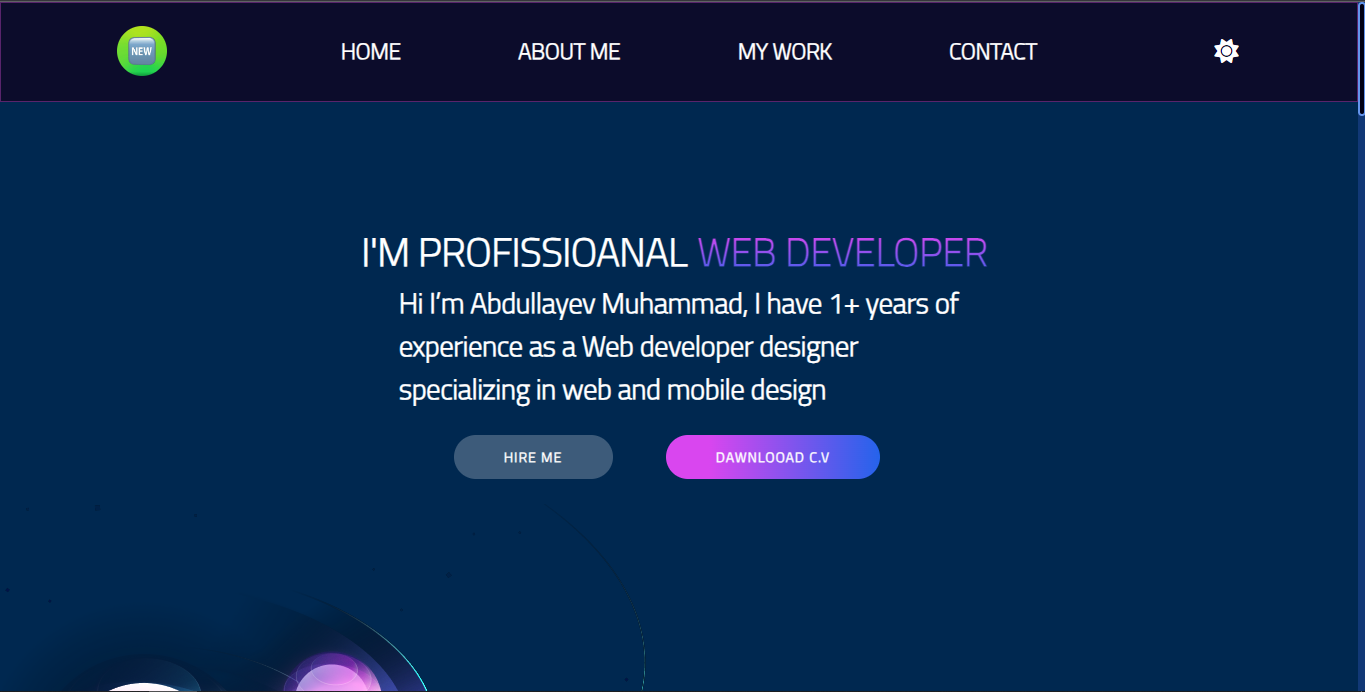 NEW
HOME ABOUT ME MY WORK CONTACT
I'M PROFISSIOANAL WEB DEVELOPER
Hi I’m Abdullayev Muhammad, I have 1+ years of
experience as a Web developer designer
specializing in web and mobile design
HIRE ME DAWNLOOAD C.V